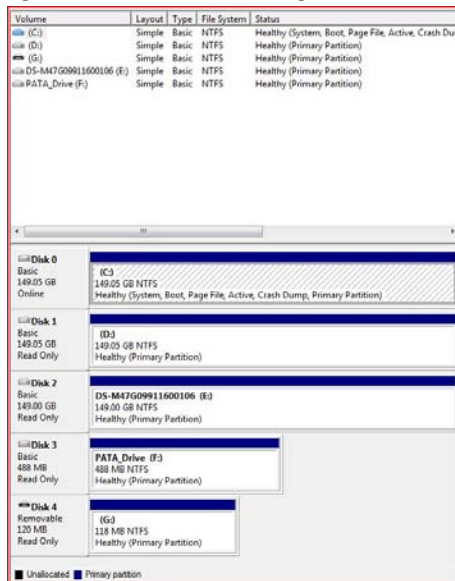 Volume Layout Type File System Status
(C:) Simple Basic NTFS Healthy (System, Boot, Page File, Active, Crash Du
(D:) Simple Basic NTFS Healthy (Primary Partition)
(G:) Simple Basic NTFS Healthy (Primary Partition)
DS-M47G09911600106 (E:) Simple Basic NTFS Healthy (Primary Partition)
PATA_Drive (F:) Simple Basic NTFS Healthy (Primary Partition)
Disk 0
Basic
149.05 GB
Online
(C:)
149.05 GB NTFS
Healthy (System, Boot, Page File, Active, Crash Dump, Primary Partition)
Disk 1
Basic
149.05 GB
Read Only
(D:)
149.05 GB NTFS
Healthy (Primary Partition)
Disk 2
Basic
149.00 GB
Read Only
DS-M47G09911600106 (E:)
149.00 GB NTFS
Healthy (Primary Partition)
Disk 3
Basic
488 MB
Read Only
PATA_Drive (F:)
488 MB NTFS
Healthy (Primary Partition)
Disk 4
Removable
120 MB
Read Only
(G:)
118 MB NTFS
Healthy (Primary Partition)
Unallocated Primary partition